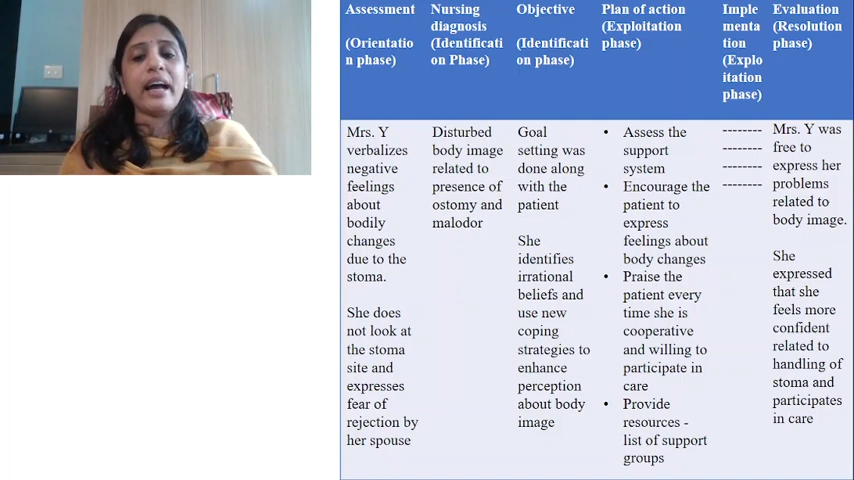 Assessment
(Orientatio
n phase)
Nursing
diagnosis
(Identificati
on Phase)
Objective
(Identificati
on phase)
Plan of action
(Exploitation
phase)
Imple
menta
tion
(Explo
itation
phase)
Evaluation
(Resolution
phase)
Mrs. Y
verbalizes
negative
feelings
about
bodily
changes
due to the
stoma.
She does
not look at
the stoma
site and
expresses
fear of
rejection by
her spouse
Disturbed
body image
related to
presence of
ostomy and
malodor
Goal
setting was
done along
with the
patient
She
identifies
irrational
beliefs and
use new
coping
strategies to
enhance
perception
about body
image
• Assess the
support
system
• Encourage the
patient to
express
feelings about
body changes
• Praise the
patient every
time she is
cooperative
and willing to
participate in
care
• Provide
resources -
list of support
groups
--------
--------
--------
--------
Mrs. Y was
free to
express her
problems
related to
body image.
She
expressed
that she
feels more
confident
related to
handling of
stoma and
participates
in care